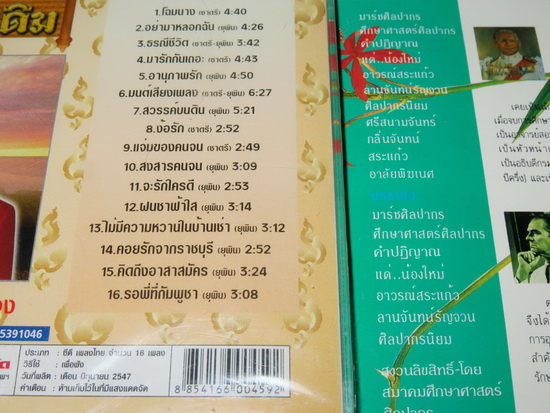 ดิม
1.โฉมนาง (ชาตรี) 4:40
2.อย่ามาหลอกฉัน (ยุพิน) 4:26
3.ธรณีชีวิต (ชาตรี-ยุพิน) 3:42
4.มารักกันเถอะ (ชาตรี) 4:43
5.อานุภาพรัก (ยุพิน) 4:50
6.มนต์เสียงเพลง (ชาตรี-ยุพิน) 6:27
7.สวรรค์บนดิน (ยุพิน) 5:21
8.ง้อรัก (ชาตรี) 2:52
9.แจ่มของคนจน (ชาตรี) 2:49
10.สงสารคนจน (ยุพิน) 3:09
11.จะรักใครดี (ยุพิน) 2:53
12.ฝนซาฟ้าใส (ยุพิน) 3:14
13.ไม่มีความหวานในบ้านเช่า (ยุพิน) 3:12
14.คอยรักจากราชบุรี (ยุพิน) 2:52
15.คิดถึงอาสาสมัคร (ยุพิน) 3:24
16.รอพี่ที่กัมพูชา (ยุพิน) 3:08
5391046
ประเภท : ซีดี เพลงไทย จำนวน 16 เพลง
วิธีใช้ : เพื่อฟัง
วันที่ผลิต : เดือน มิถุนายน 2547
คำเตือน : ห้ามเก็บไว้ในที่มีแสงแดดจัด
8 854166 004592
มาร์ชศิลปากร
ศึกษาศาสตร์ศิลปากร
คำปฏิญาณ
แด่..น้องใหม่
อาวรณ์สระแก้ว
ลานจันทน์รัญจวน
ศิลปากรนิยม
ศรีสนามจันทร์
กลิ่นจันทน์
สระแก้ว
อาลัยพิฆเนศ
มาร์ชศิลปากร
ศึกษาศาสตร์ศิลปากร
คำปฏิญาณ
แด่..น้องใหม่
อาวรณ์สระแก้ว
ลานจันทน์รัญจวน
ศิลปากรนิยม
สงวนลิขสิทธิ์-โดย
สมาคมศึกษาศาสตร์
ศิลปากร